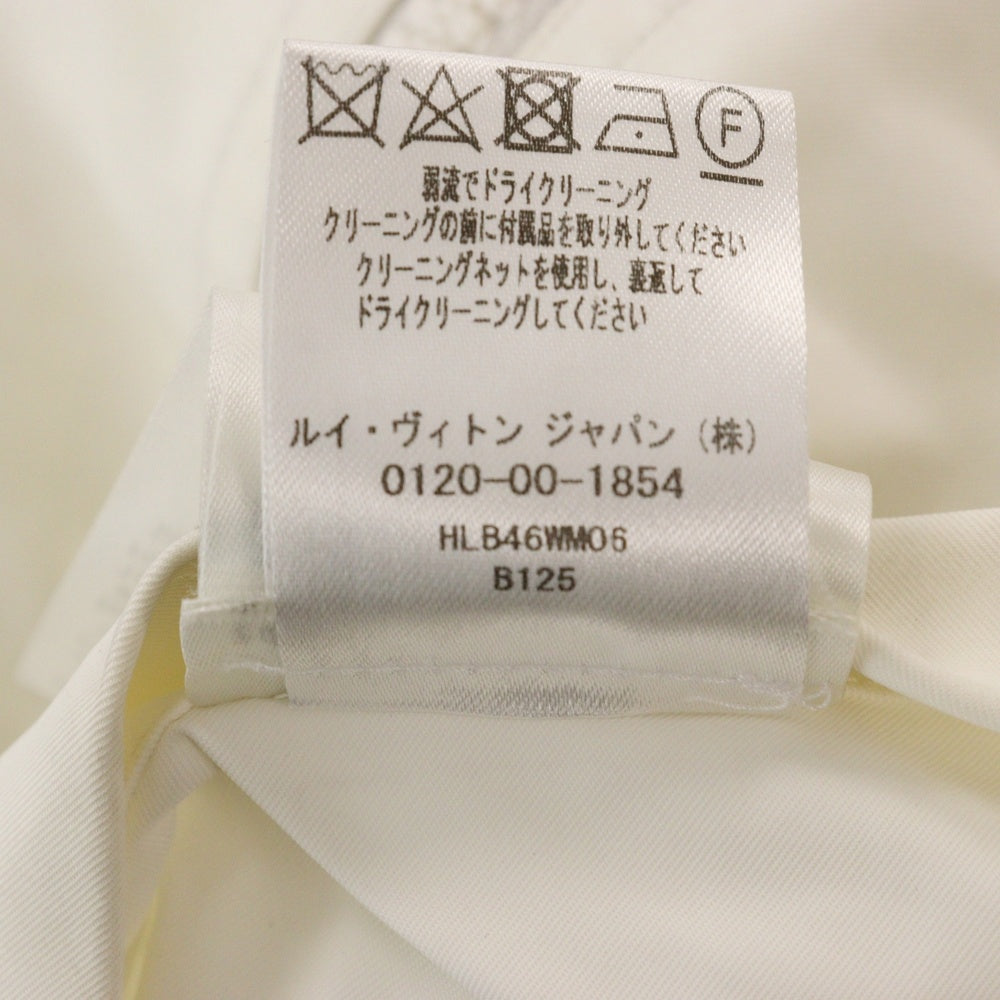 F
弱流でドライクリーニング
クリーニングの前に付属品を取り外してください
クリーニングネットを使用し、裏返して
ドライクリーニングしてください
ルイ・ヴィトン ジャパン (株)
0120-00-1854
HLB46WM06
B125